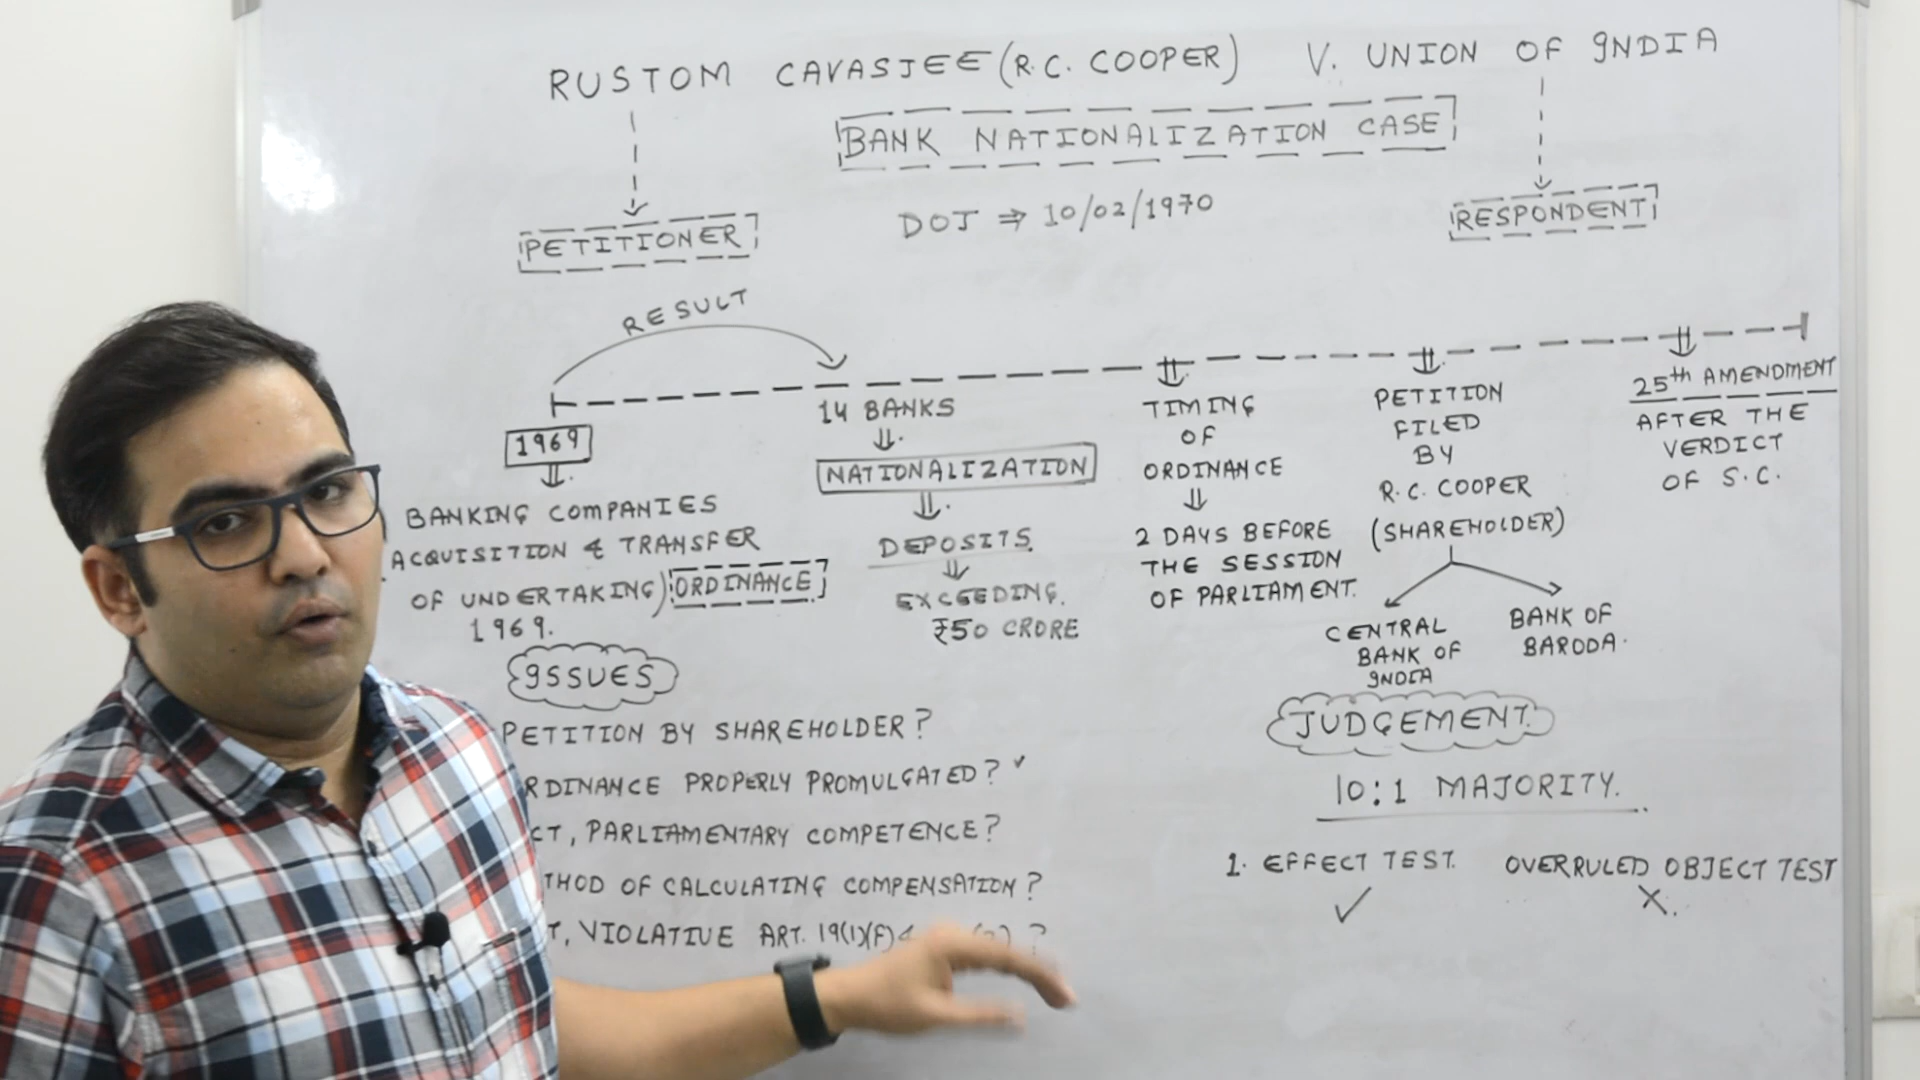 RUSTOM CAVASJEE (R.C. COOPER) V. UNION OF INDIA
BANK NATIONALIZATION CASE
PETITIONER
DOJ ⇒ 10/02/1970
RESPONDENT
RESULT
1969
BANKING COMPANIES
ACQUISITION & TRANSFER
OF UNDERTAKING) ORDINANCE
1969.
14 BANKS
NATIONALIZATION
DEPOSITS
EXCEEDING
₹50 CRORE
TIMING
OF
ORDINANCE
2 DAYS BEFORE
THE SESSION
OF PARLIAMENT.
PETITION
FILED
BY
R.C. COOPER
(SHAREHOLDER)
CENTRAL
BANK OF
INDIA
BANK OF
BARODA.
25th AMENDMENT
AFTER THE
VERDICT
OF S.C.
ISSUES
PETITION BY SHAREHOLDER?
RDINANCE PROPERLY PROMULGATED? ✓
CT, PARLIAMENTARY COMPETENCE?
THOD OF CALCULATING COMPENSATION?
T, VIOLATIVE ART. 19(1)(F) ?
JUDGEMENT.
10:1 MAJORITY.
1. EFFECT TEST. OVERRULED OBJECT TEST
✓ X.